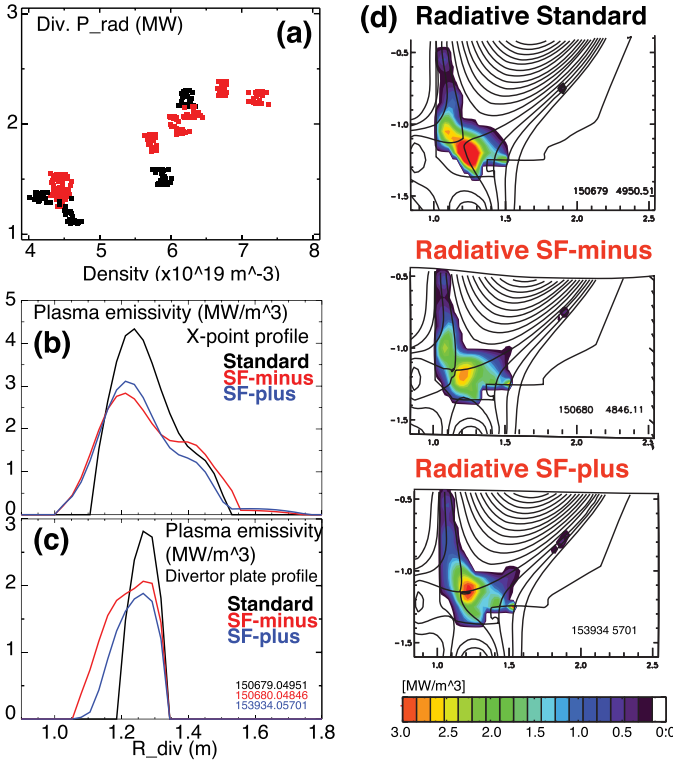 (a)
Div. P_rad (MW)
3
2
1
4 5 6 7 8
Density (x10^19 m^-3)
(b)
Plasma emissivity (MW/m^3)
X-point profile
Standard
SF-minus
SF-plus
5
4
3
2
1
0
(c)
Plasma emissivity
(MW/m^3)
Divertor plate profile
Standard
SF-minus
SF-plus
150679.04951
150680.04846
153934.05701
3
2
1
0
1.0 1.2 1.4 1.6 1.8
R_div (m)
(d)
Radiative Standard
-0.5
-1.0
-1.5
1.0 1.5 2.0 2.5
150679 4950.51
Radiative SF-minus
-0.5
-1.0
-1.5
1.0 1.5 2.0 2.5
150680 4846.11
Radiative SF-plus
-0.5
-1.0
-1.5
1.0 1.5 2.0 2.5
153934 5701
[MW/m^3]
3.0 2.5 2.0 1.5 1.0 0.5 0:0